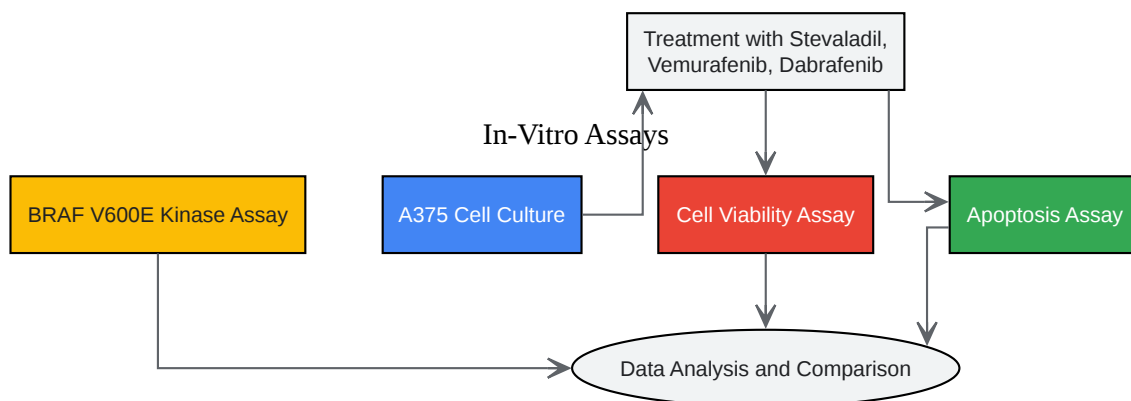 Treatment with Stevaladil,
Vemurafenib, Dabrafenib
In-Vitro Assays
BRAF V600E Kinase Assay
A375 Cell Culture
Cell Viability Assay
Apoptosis Assay
Data Analysis and Comparison